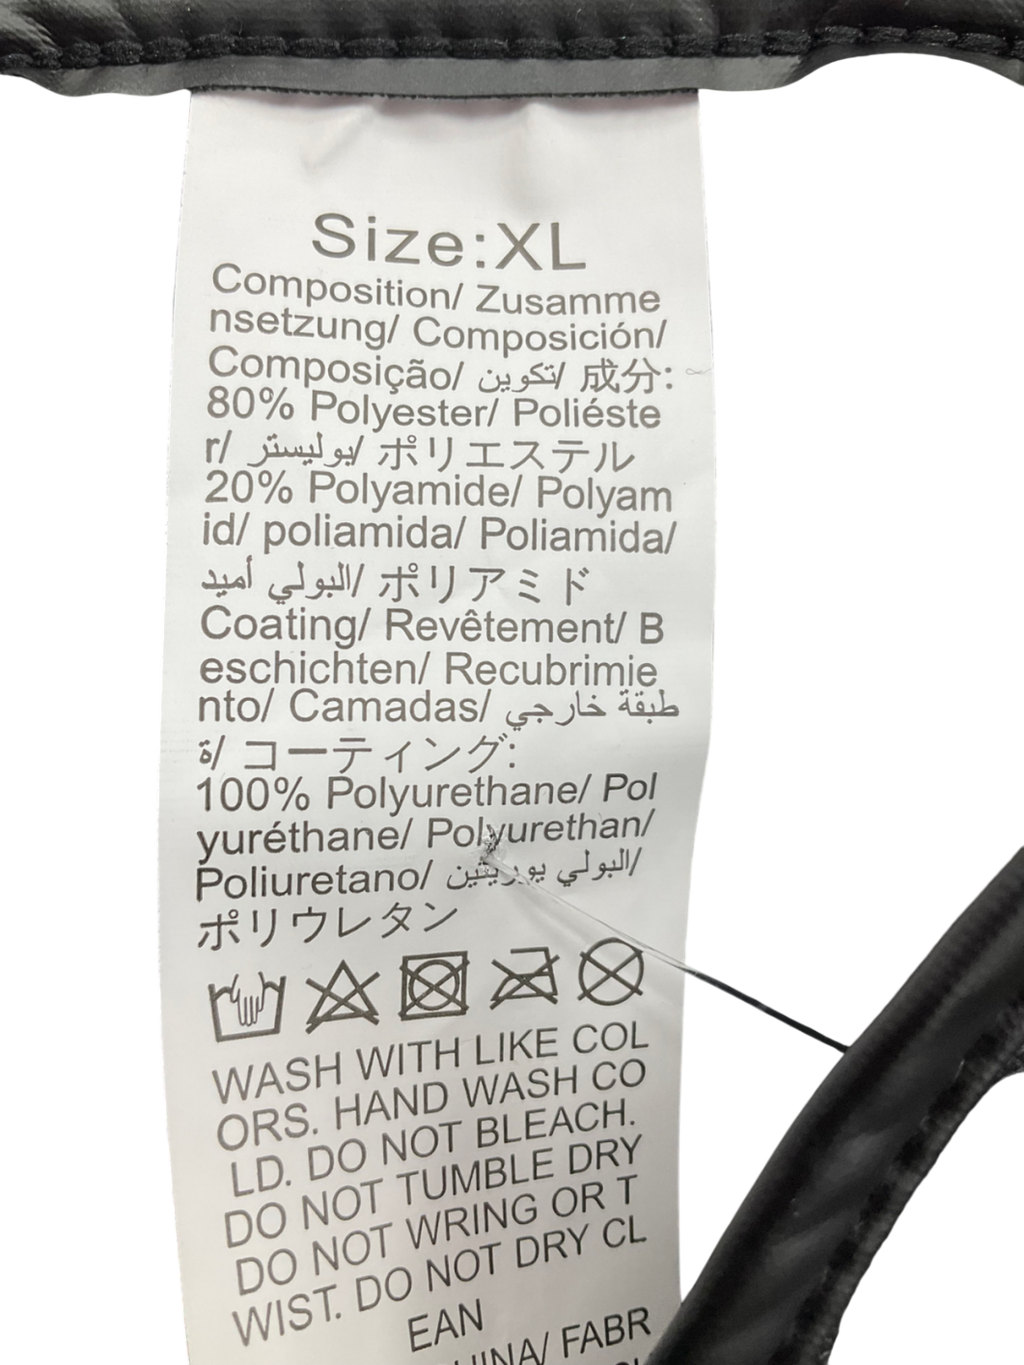 Size:XL
Composition/ Zusamme
nsetzung/ Composición/
Composição/ تكوين/ 成分:
80% Polyester/ Poliéste
r/ بوليستر/ ポリエステル
20% Polyamide/ Polyam
id/ poliamida/ Poliamida/
البولي أميد/ ポリアミド
Coating/ Revêtement/ B
eschichten/ Recubrimie
nto/ Camadas/ طبقة خارجي
ة/ コーティング:
100% Polyurethane/ Pol
yuréthane/ Polyurethan/
Poliuretano/ البولي يوريثين/
ポリウレタン
WASH WITH LIKE COL
ORS. HAND WASH CO
LD. DO NOT BLEACH.
DO NOT TUMBLE DRY
DO NOT WRING OR T
WIST. DO NOT DRY CL
EAN
FABR